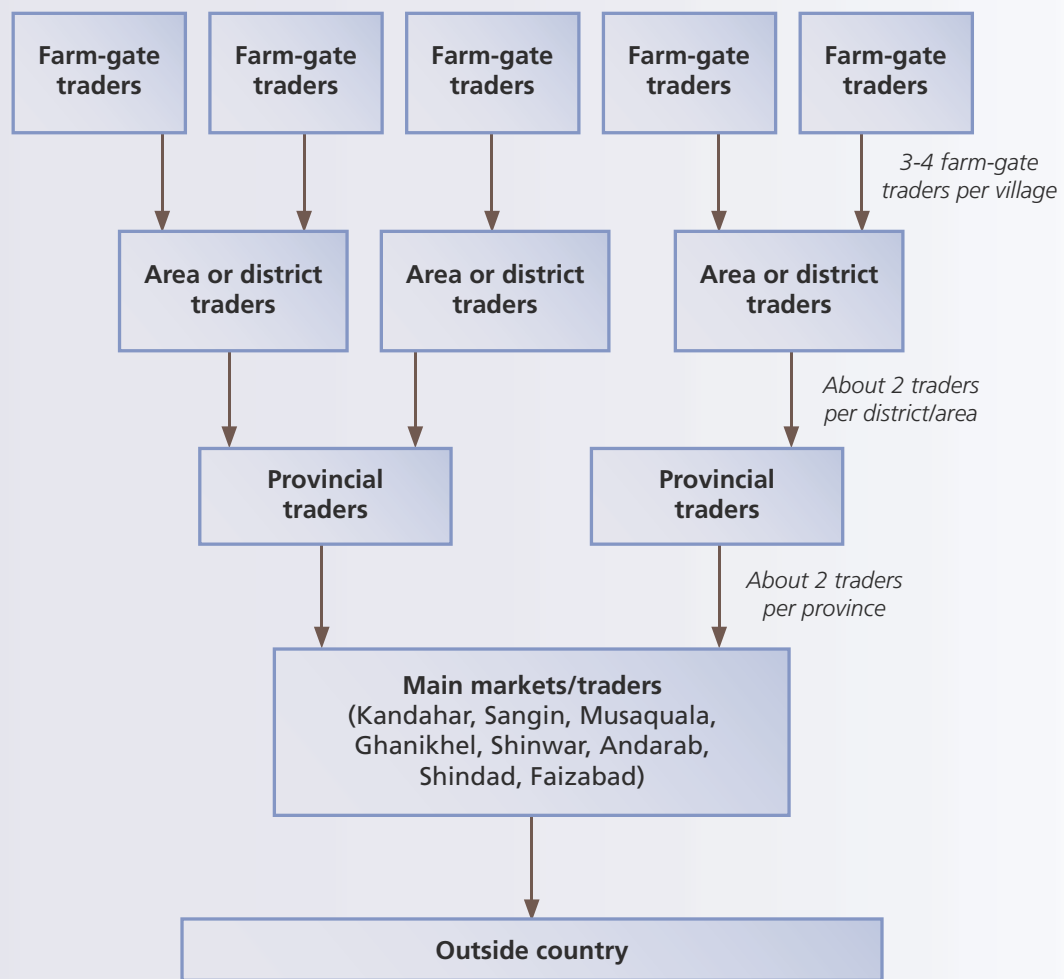 Farm-gate
traders
Farm-gate
traders
Farm-gate
traders
Farm-gate
traders
Farm-gate
traders
3-4 farm-gate
traders per village
Area or district
traders
Area or district
traders
Area or district
traders
About 2 traders
per district/area
Provincial
traders
Provincial
traders
About 2 traders
per province
Main markets/traders
(Kandahar, Sangin, Musaquala,
Ghanikhel, Shinwar, Andarab,
Shindad, Faizabad)
Outside country